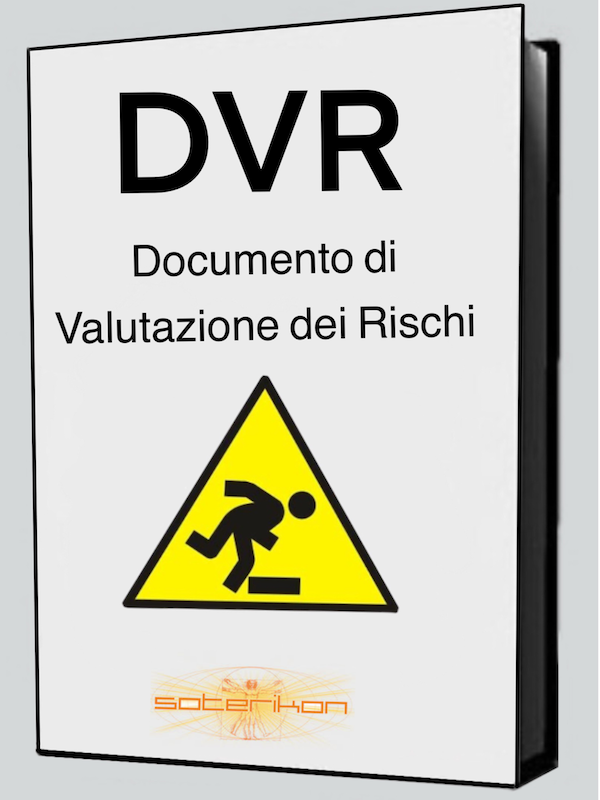 DVR
Documento di
Valutazione dei Rischi
soterikon